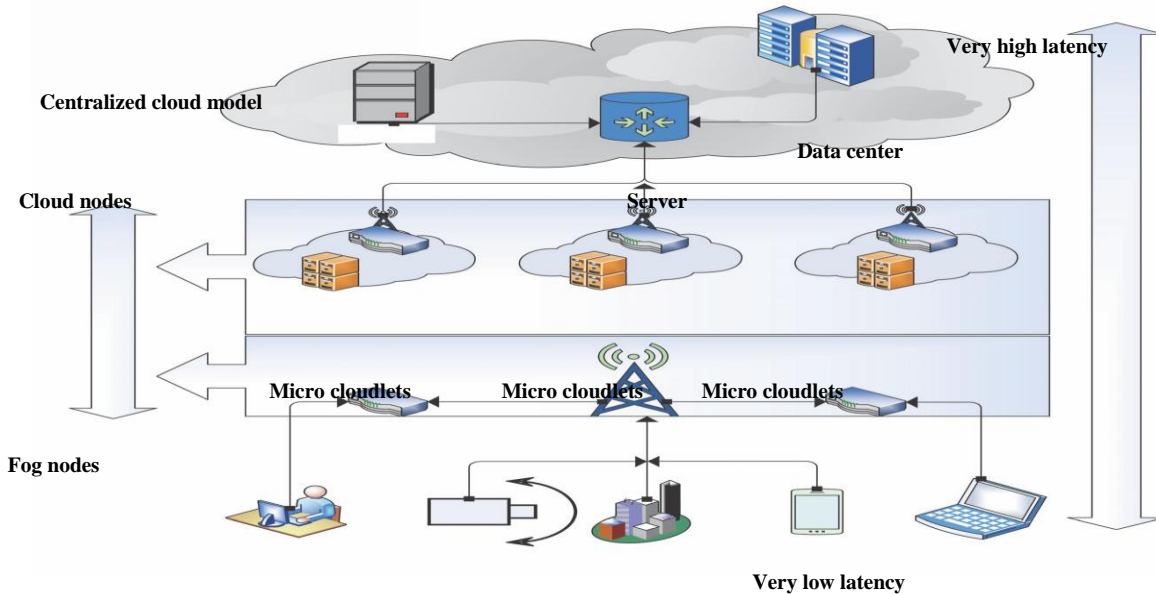 Very high latency
Centralized cloud model
Data center
Cloud nodes
Server
Micro cloudlets
Micro cloudlets
Micro cloudlets
Fog nodes
Very low latency